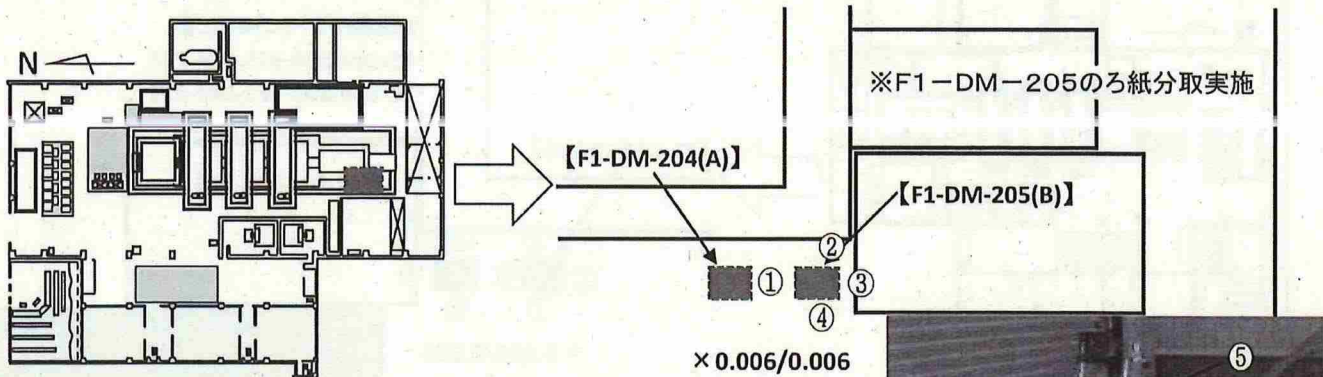 N
※F1－DM－205のろ紙分取実施
【F1-DM-204(A)】
【F1-DM-205(B)】
②
① ③
④
×0.006/0.006
⑤